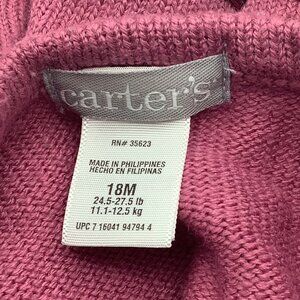 carter's
RN# 35623
MADE IN PHILIPPINES
HECHO EN FILIPINAS
18M
24.5-27.5 lb
11.1-12.5 kg
UPC 7 16041 94794 4